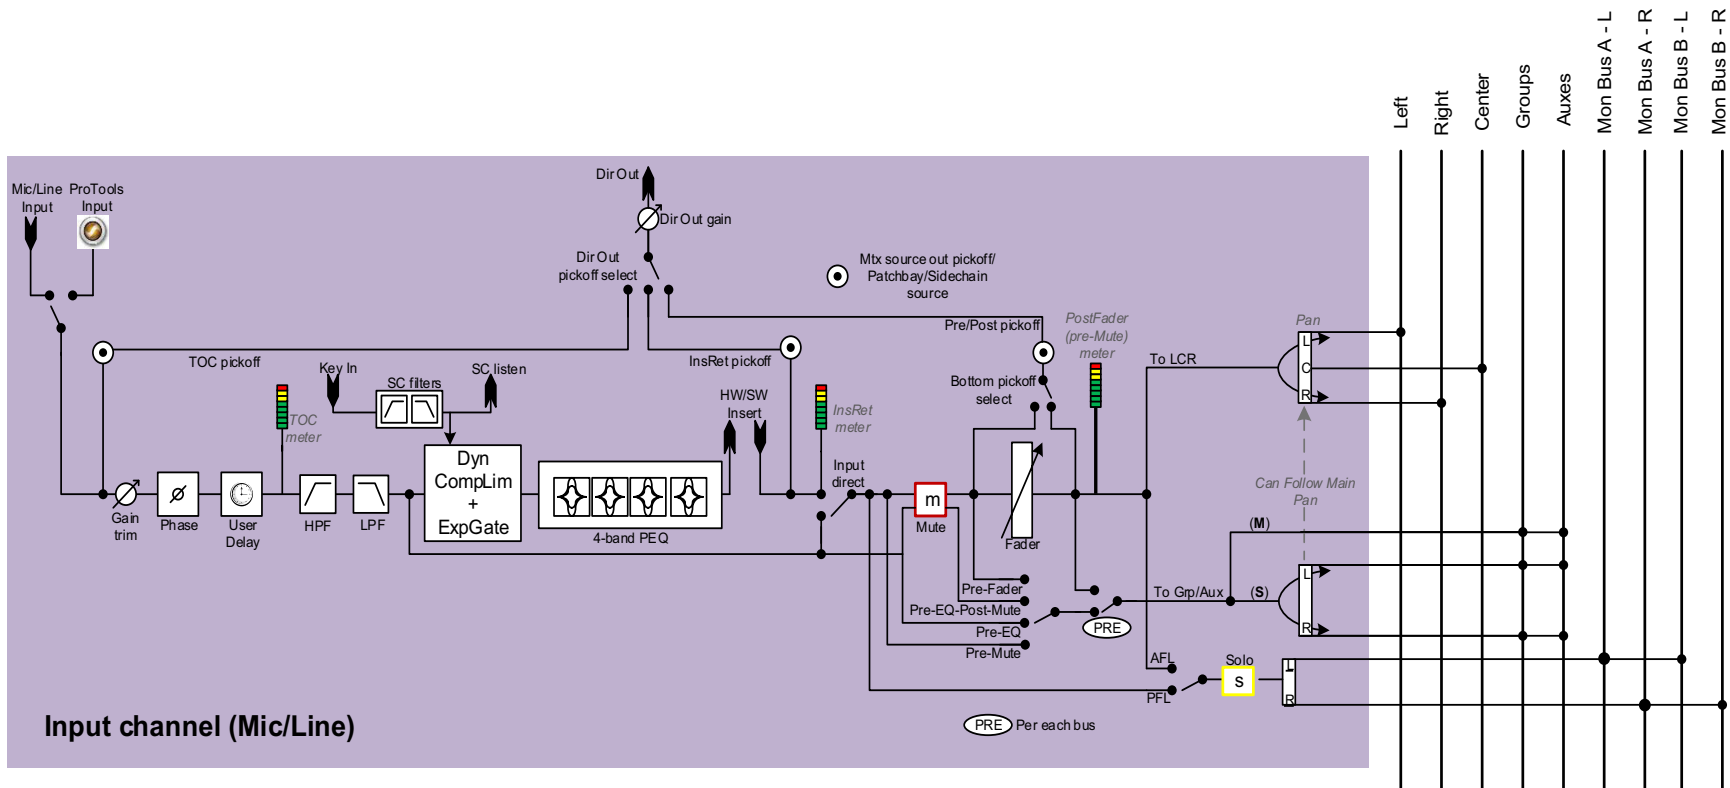 Left
Right
Center
Groups
Auxes
Mon Bus A - L
Mon Bus A - R
Mon Bus B - L
Mon Bus B - R
Mic/Line
Input
ProTools
Input
Dir Out
Dir Out gain
Dir Out
pickoff select
Mtx source out pickoff/
Patchbay/Sidechain
source
TOC pickoff
InsRet pickoff
Pre/Post pickoff
PostFader
(pre-Mute)
meter
Pan
L
C
R
To LCR
Key In
SC filters
SC listen
TOC
meter
HW/SW
Insert
InsRet
meter
Bottom pickoff
select
Gain
trim
Phase
User
Delay
HPF
LPF
Dyn
CompLim
+
ExpGate
4-band PEQ
Input
direct
m
Mute
Fader
Can Follow Main
Pan
(M)
Pre-Fader
Pre-EQ-Post-Mute
Pre-EQ
Pre-Mute
PRE
To Grp/Aux
(S)
L
R
AFL
PFL
Solo
s
L
R
Input channel (Mic/Line)
PRE Per each bus